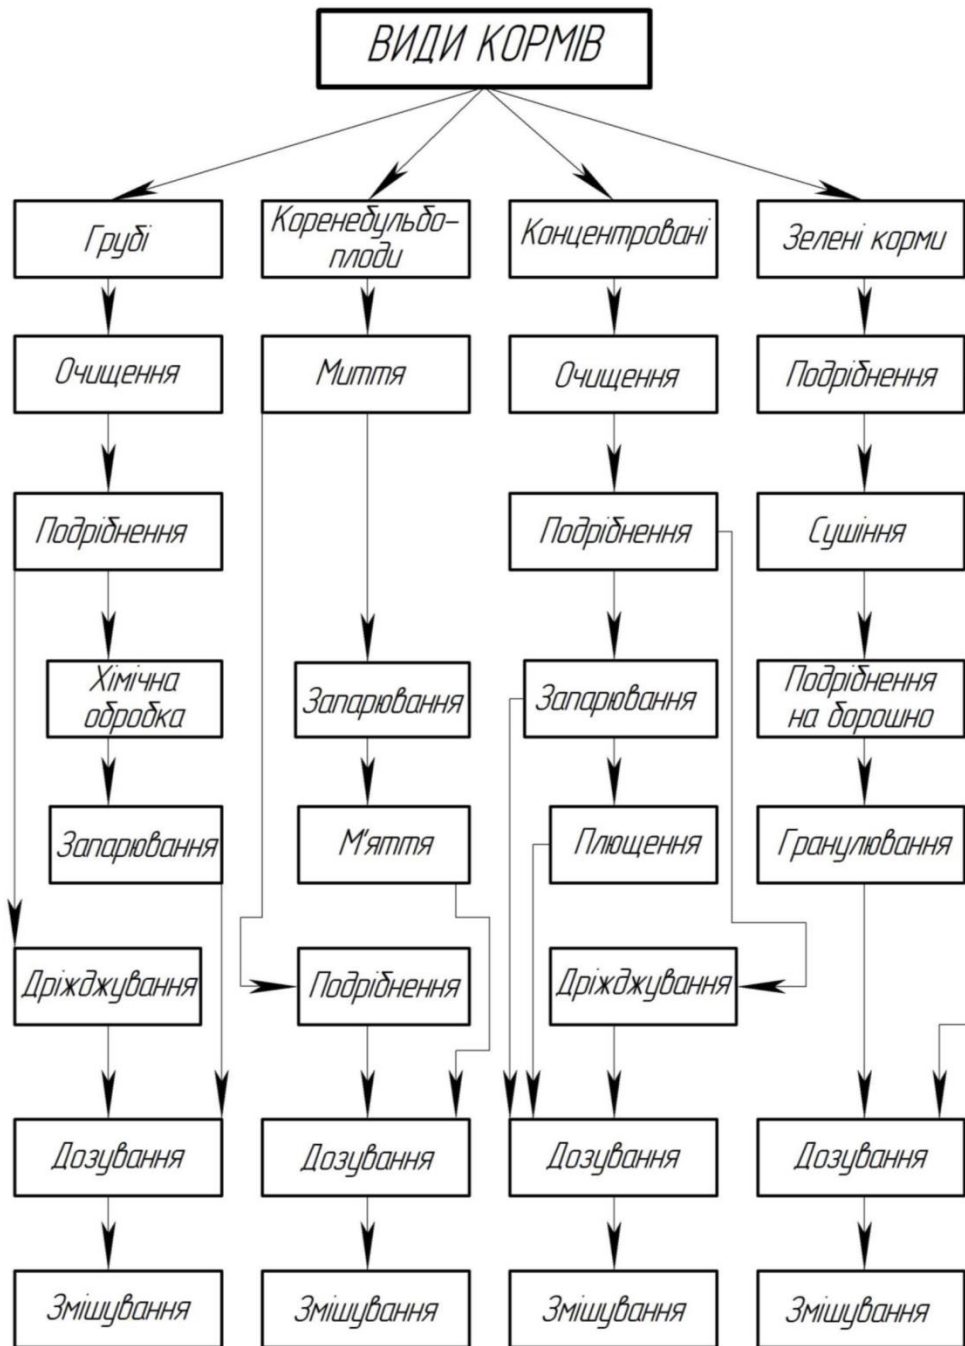 ВИДИ КОРМІВ
Грубі
Коренебульбо-
плоди
Концентровані
Зелені корми
Очищення
Миття
Очищення
Подрібнення
Подрібнення
Подрібнення
Сушіння
Хімічна
обробка
Запарювання
Запарювання
Подрібнення
на борошно
Запарювання
М'яття
Плющення
Гранулювання
Дріжджування
Подрібнення
Дріжджування
Дозування
Дозування
Дозування
Дозування
Змішування
Змішування
Змішування
Змішування